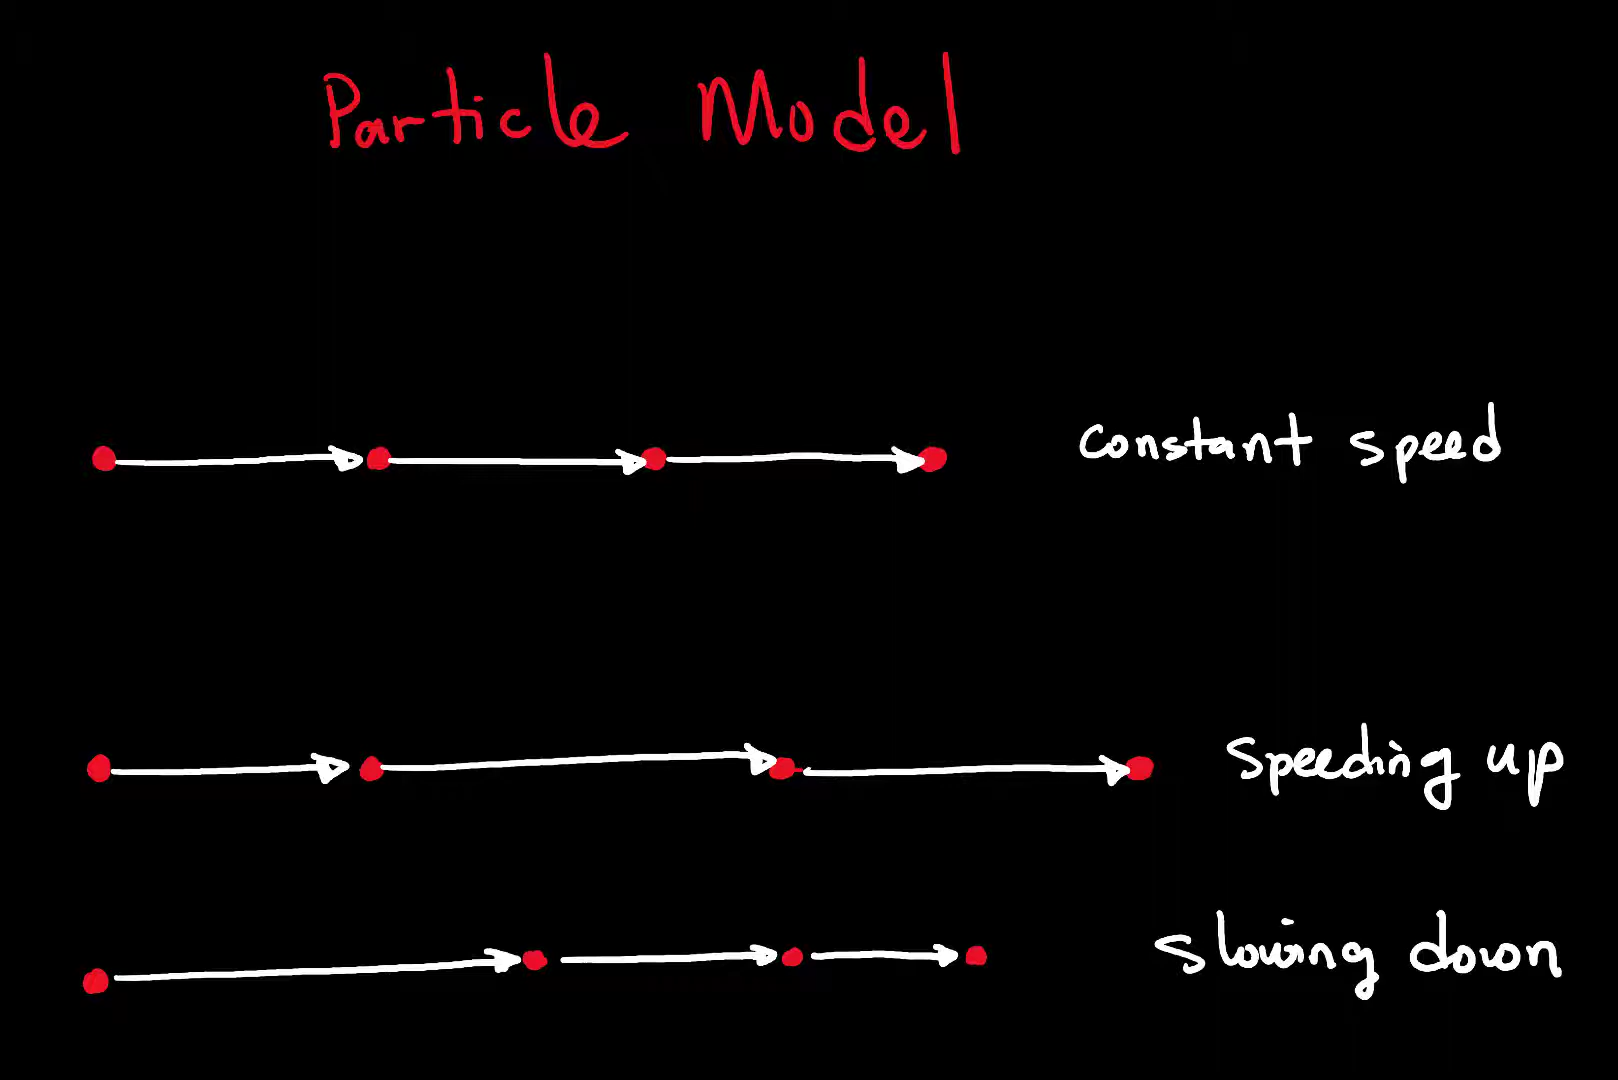 Particle Model
constant speed
Speeding up
slowing down